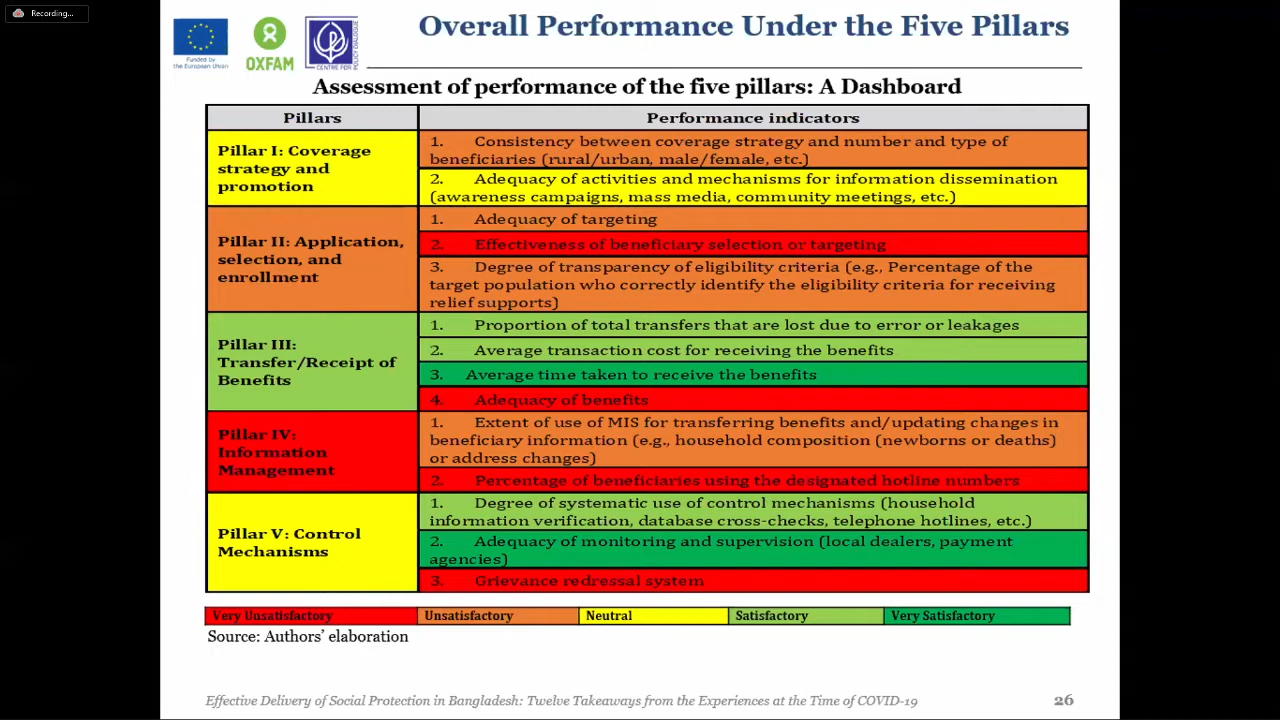 Recording...
Overall Performance Under the Five Pillars
Funded by
the European Union
OXFAM
CENTRE FOR POLICY DIALOGUE
Assessment of performance of the five pillars: A Dashboard
Pillars
Performance indicators
Pillar I: Coverage
strategy and
promotion
1. Consistency between coverage strategy and number and type of
beneficiaries (rural/urban, male/female, etc.)
2. Adequacy of activities and mechanisms for information dissemination
(awareness campaigns, mass media, community meetings, etc.)
Pillar II: Application,
selection, and
enrollment
1. Adequacy of targeting
2. Effectiveness of beneficiary selection or targeting
3. Degree of transparency of eligibility criteria (e.g., Percentage of the
target population who correctly identify the eligibility criteria for receiving
relief supports)
Pillar III:
Transfer/Receipt of
Benefits
1. Proportion of total transfers that are lost due to error or leakages
2. Average transaction cost for receiving the benefits
3. Average time taken to receive the benefits
4. Adequacy of benefits
Pillar IV:
Information
Management
1. Extent of use of MIS for transferring benefits and/updating changes in
beneficiary information (e.g., household composition (newborns or deaths)
or address changes)
2. Percentage of beneficiaries using the designated hotline numbers
Pillar V: Control
Mechanisms
1. Degree of systematic use of control mechanisms (household
information verification, database cross-checks, telephone hotlines, etc.)
2. Adequacy of monitoring and supervision (local dealers, payment
agencies)
3. Grievance redressal system
Very Unsatisfactory
Unsatisfactory
Neutral
Satisfactory
Very Satisfactory
Source: Authors’ elaboration
Effective Delivery of Social Protection in Bangladesh: Twelve Takeaways from the Experiences at the Time of COVID-19
26